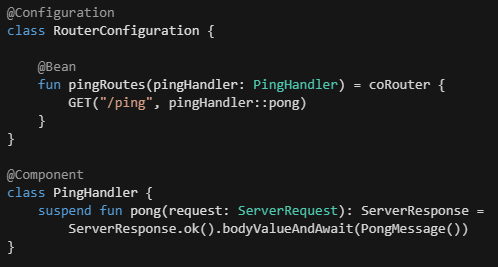 @Configuration
class RouterConfiguration {
@Bean
fun pingRoutes(pingHandler: PingHandler) = coRouter {
GET("/ping", pingHandler::pong)
}
}
@Component
class PingHandler {
suspend fun pong(request: ServerRequest): ServerResponse =
ServerResponse.ok().bodyValueAndAwait(PongMessage())
}